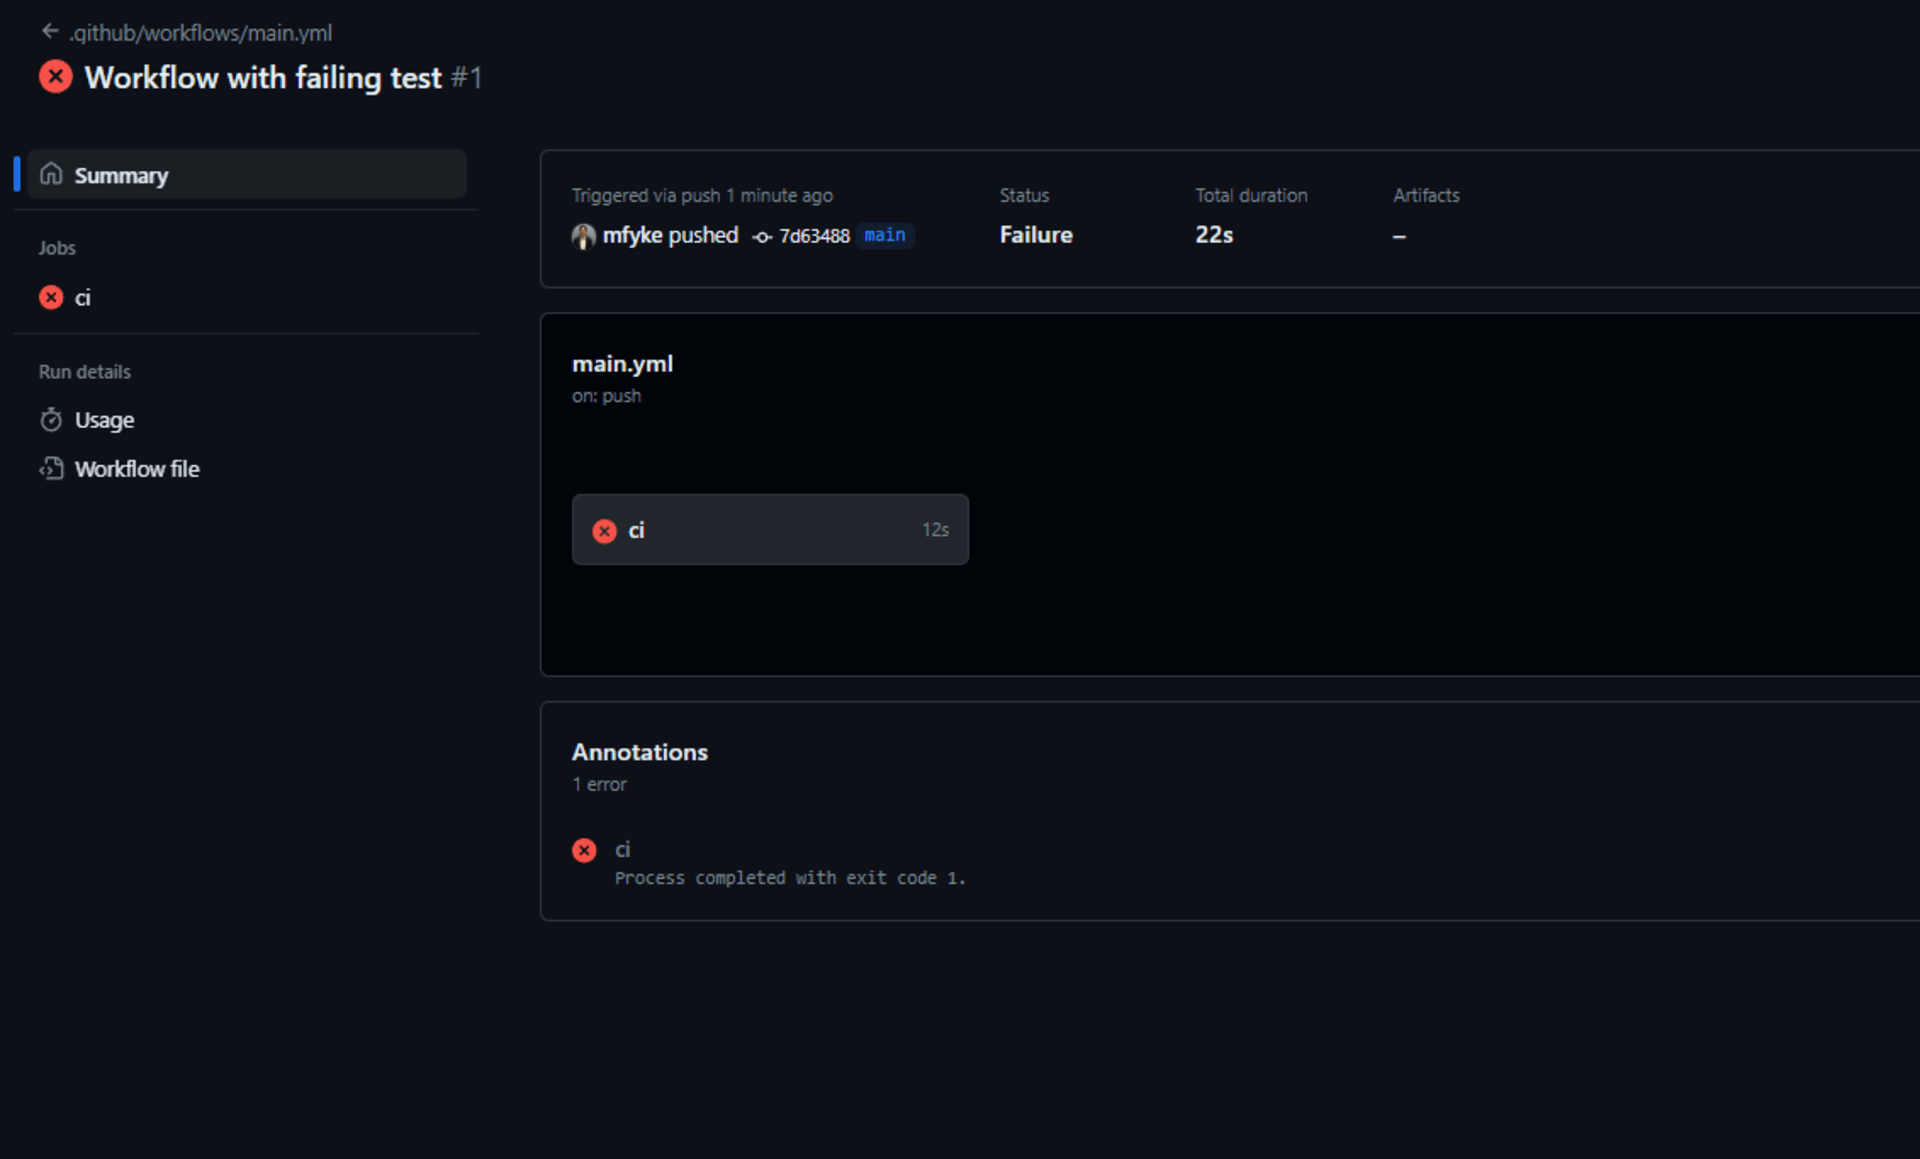 .github/workflows/main.yml
Workflow with failing test #1
Summary
Jobs
ci
Run details
Usage
Workflow file
Triggered via push 1 minute ago
mfyke pushed 7d63488 main
Status
Failure
Total duration
22s
Artifacts
–
main.yml
on: push
ci 12s
Annotations
1 error
ci
Process completed with exit code 1.